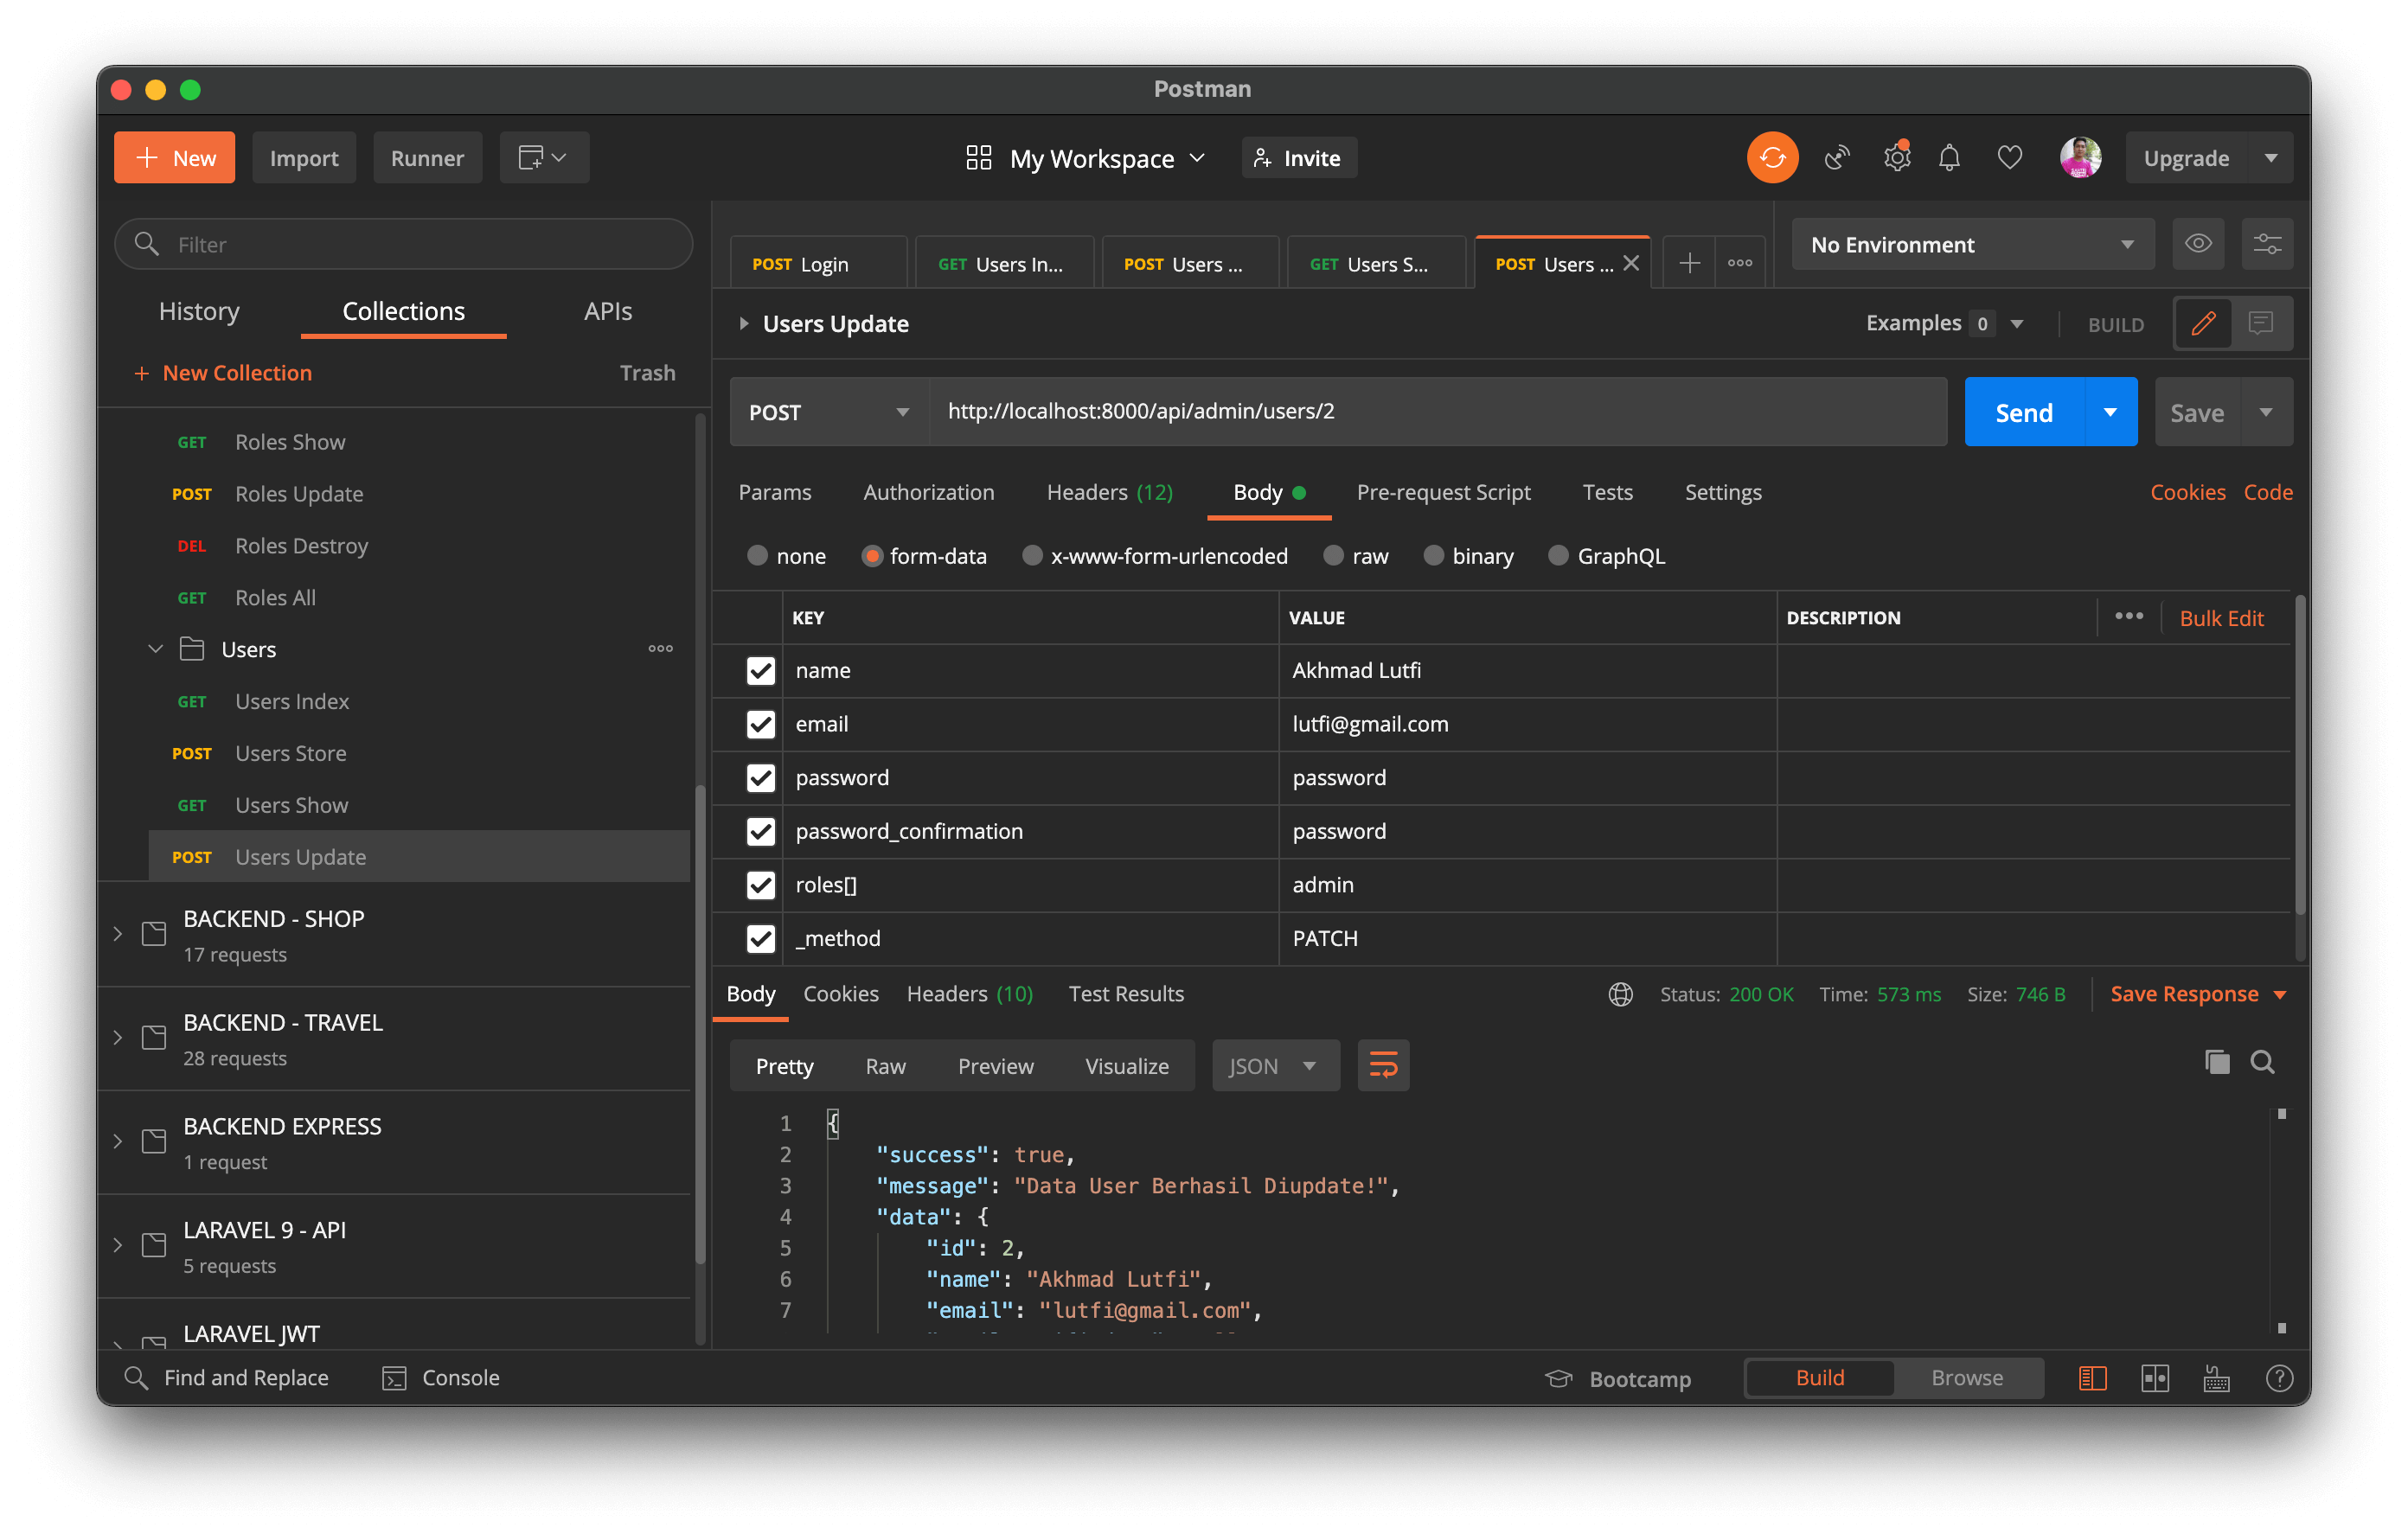 Postman
New
Import
Runner
My Workspace
Invite
Upgrade
Filter
History
Collections
APIs
New Collection
Trash
GET Roles Show
POST Roles Update
DEL Roles Destroy
GET Roles All
Users
GET Users Index
POST Users Store
GET Users Show
POST Users Update
BACKEND - SHOP
17 requests
BACKEND - TRAVEL
28 requests
BACKEND EXPRESS
1 request
LARAVEL 9 - API
5 requests
LARAVEL JWT
POST Login
GET Users In...
POST Users ...
GET Users S...
POST Users ...
No Environment
Users Update
Examples 0
BUILD
POST
http://localhost:8000/api/admin/users/2
Send
Save
Params
Authorization
Headers (12)
Body
Pre-request Script
Tests
Settings
Cookies
Code
none
form-data
x-www-form-urlencoded
raw
binary
GraphQL
KEY VALUE DESCRIPTION Bulk Edit
name Akhmad Lutfi
email lutfi@gmail.com
password password
password_confirmation password
roles[] admin
_method PATCH
Body
Cookies
Headers (10)
Test Results
Status: 200 OK
Time: 573 ms
Size: 746 B
Save Response
Pretty
Raw
Preview
Visualize
JSON
1 {
2 "success": true,
3 "message": "Data User Berhasil Diupdate!",
4 "data": {
5 "id": 2,
6 "name": "Akhmad Lutfi",
7 "email": "lutfi@gmail.com",
Find and Replace
Console
Bootcamp
Build
Browse